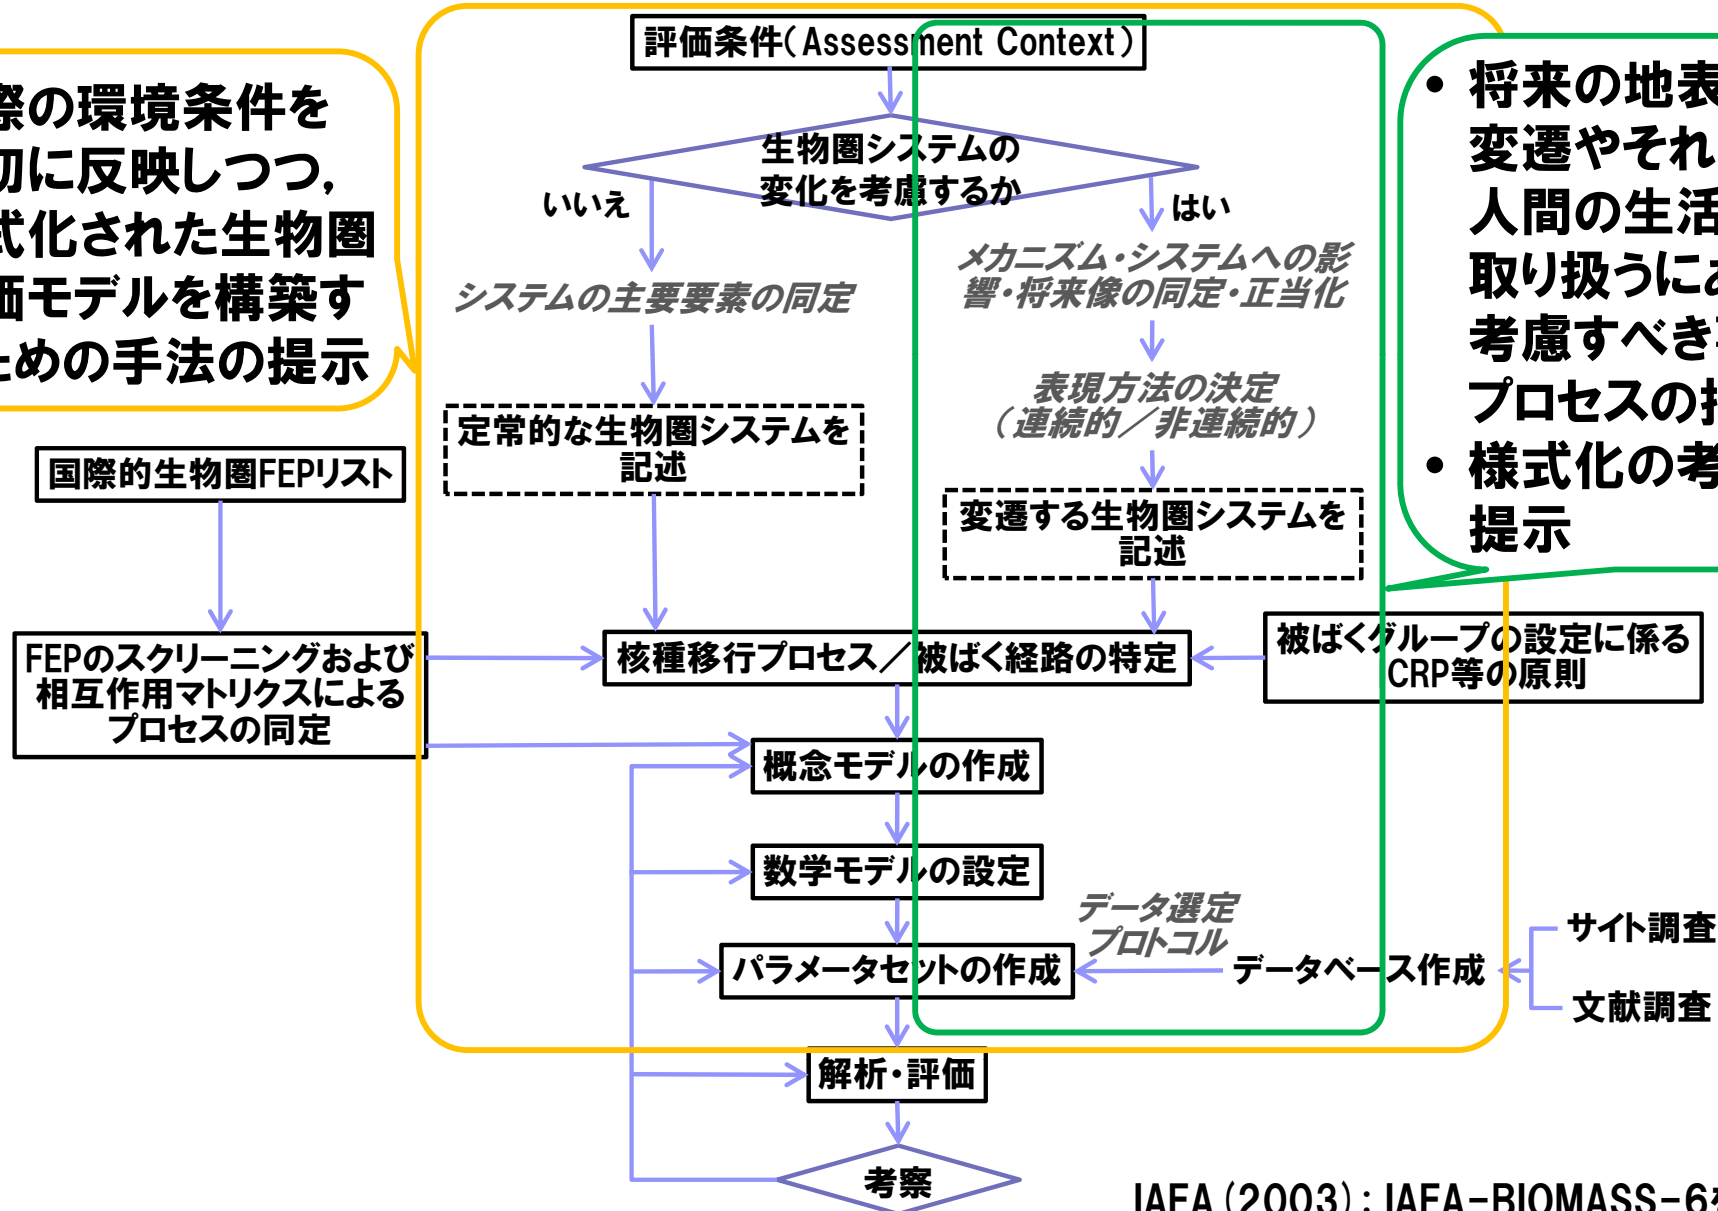 評価条件(Assessment Context)
際の環境条件を
切に反映しつつ,
式化された生物圏
価モデルを構築す
ための手法の提示
• 将来の地表
変遷やそれ
人間の生活
取り扱うにあ
考慮すべき
プロセスの
• 様式化の考
提示
生物圏システムの
変化を考慮するか
いいえ
はい
システムの主要要素の同定
メカニズム・システムへの影
響・将来像の同定・正当化
表現方法の決定
(連続的/非連続的)
定常的な生物圏システムを
記述
変遷する生物圏システムを
記述
国際的生物圏FEPリスト
FEPのスクリーニングおよび
相互作用マトリクスによる
プロセスの同定
核種移行プロセス/被ばく経路の特定
被ばくグループの設定に係る
CRP等の原則
概念モデルの作成
数学モデルの設定
データ選定
プロトコル
パラメータセットの作成
データベース作成
サイト調査
文献調査
解析・評価
考察
IAEA(2003):IAEA-BIOMASS-6